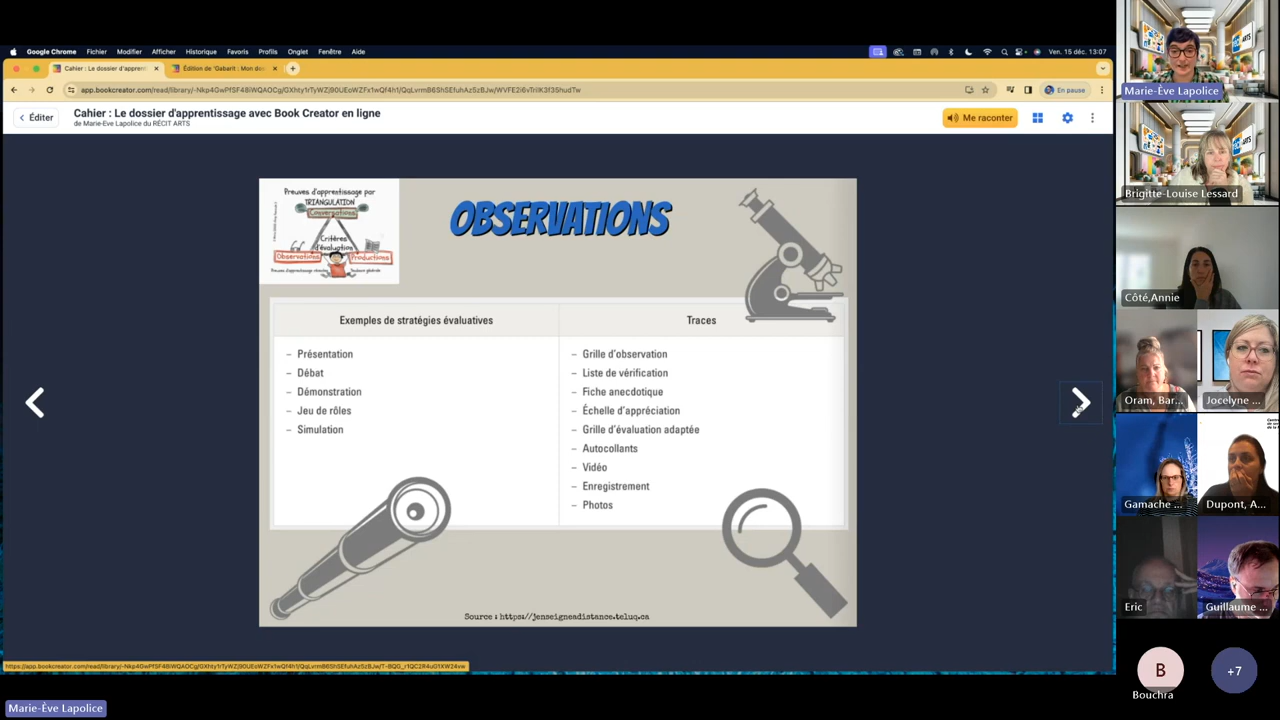 Google Chrome Fichier Modifier Afficher Historique Favoris Profils Onglet Fenêtre Aide
Ven. 15 déc. 13:07
Cahier : Le dossier d'apprent
Édition de 'Gabarit : Mon dos
En pause
Éditer
Cahier : Le dossier d'apprentissage avec Book Creator en ligne
de Marie-Eve Lapolice du RÉCIT ARTS
Me raconter
Preuves d'apprentissage par
TRIANGULATION
Conversations
Critères
d'évaluation
Observations
Productions
OBSERVATIONS
Exemples de stratégies évaluatives
Traces
– Présentation
– Débat
– Démonstration
– Jeu de rôles
– Simulation
– Grille d'observation
– Liste de vérification
– Fiche anecdotique
– Échelle d'appréciation
– Grille d'évaluation adaptée
– Autocollants
– Vidéo
– Enregistrement
– Photos
Source : https://jenseigneadistance.teluq.ca
Marie-Ève Lapolice
Marie-Ève Lapolice
Brigitte-Louise Lessard
Côté,Annie
Oram, Bar...
Jocelyne ...
Gamache ...
Dupont, A...
Eric
Guillaume ...
B
Bouchra
+7